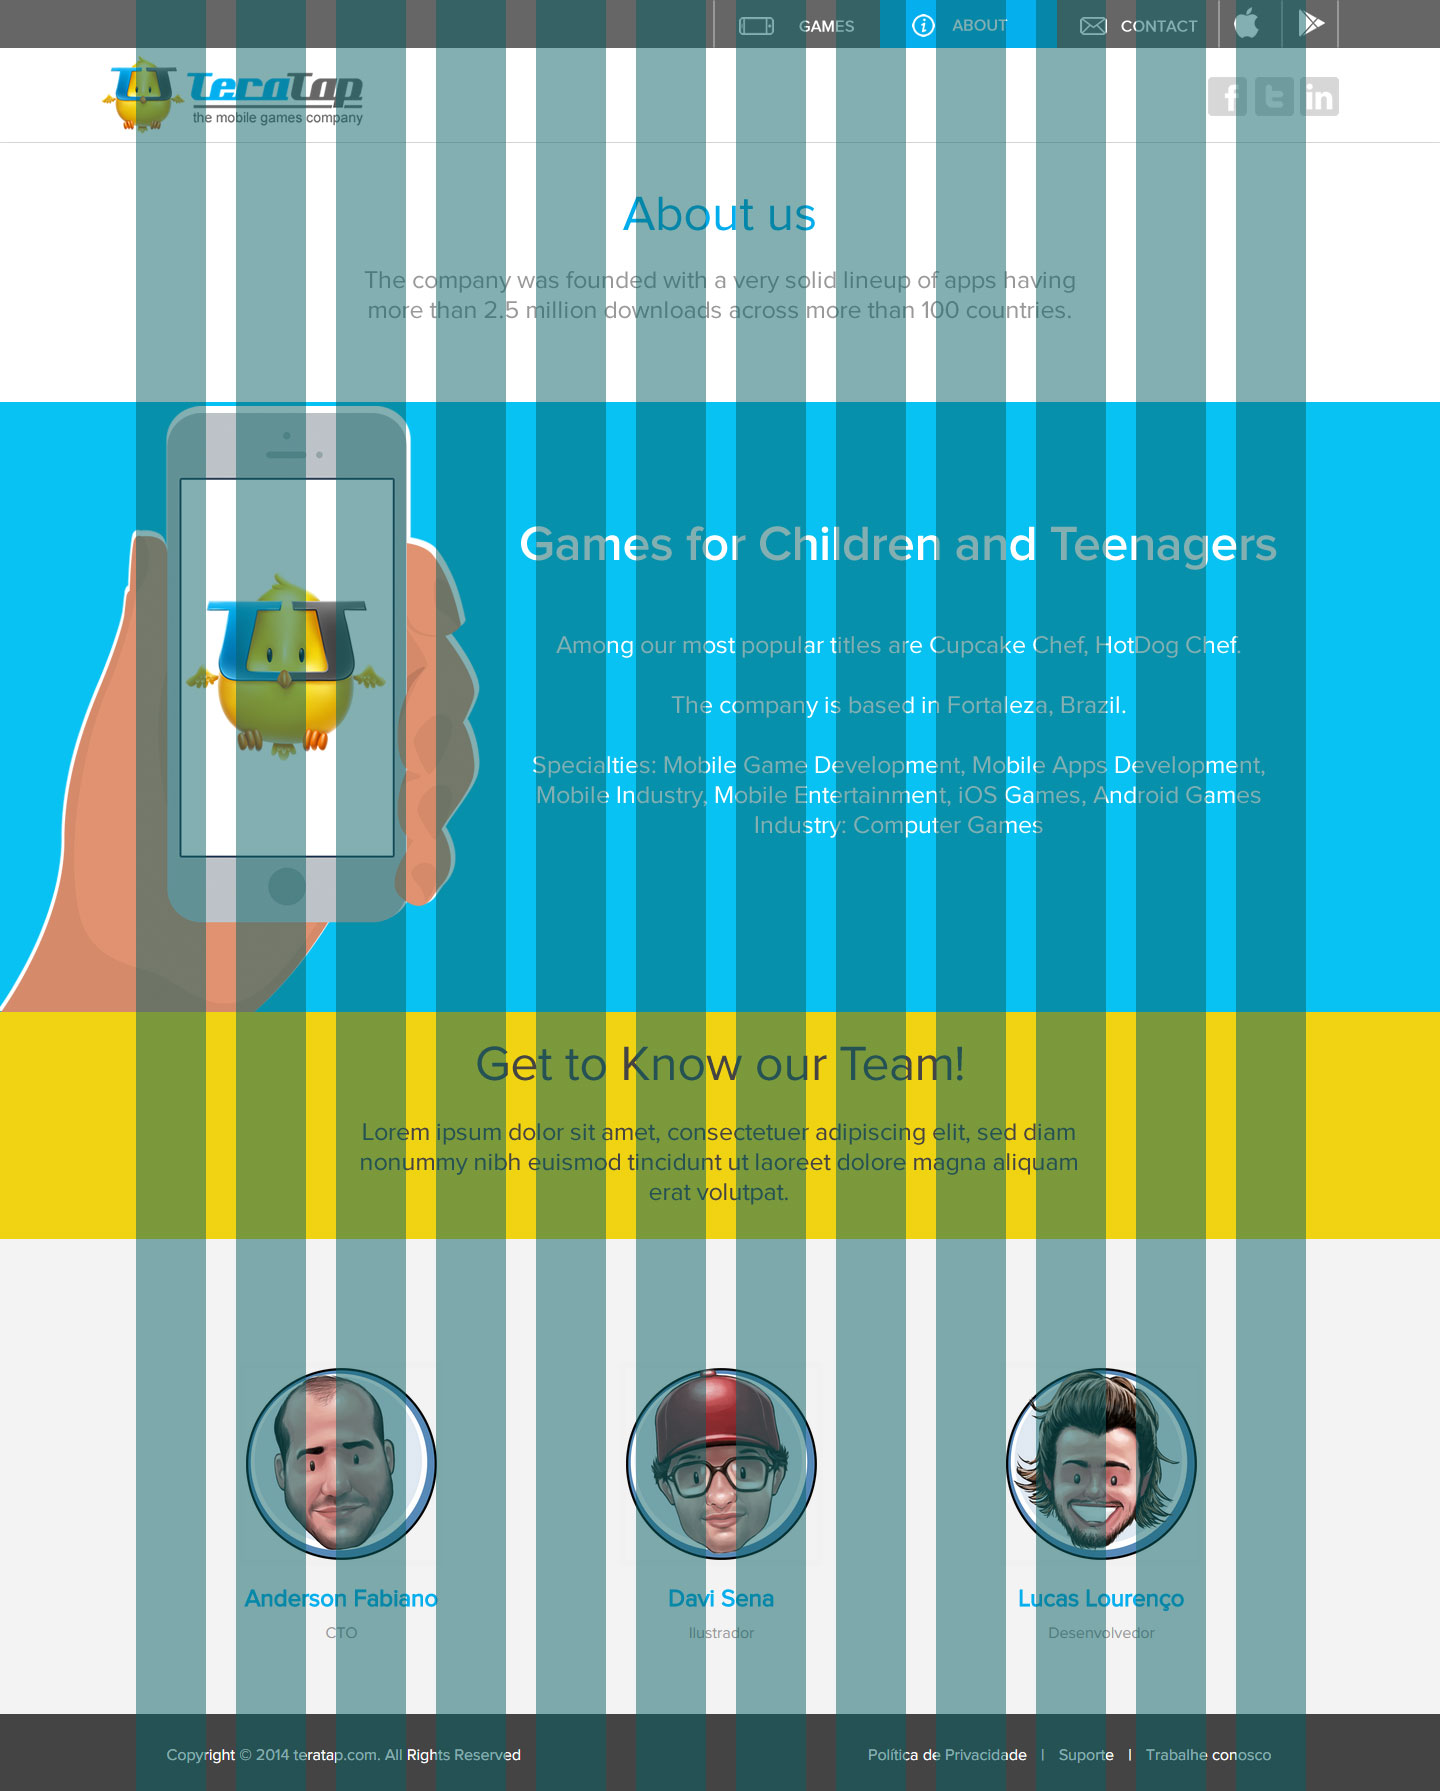 GAMES
ABOUT
CONTACT
TeraTap
the mobile games company
f
t
in
About us
The company was founded with a very solid lineup of apps having
more than 2.5 million downloads across more than 100 countries.
Games for Children and Teenagers
Among our most popular titles are Cupcake Chef, HotDog Chef.
The company is based in Fortaleza, Brazil.
Specialties: Mobile Game Development, Mobile Apps Development,
Mobile Industry, Mobile Entertainment, iOS Games, Android Games
Industry: Computer Games
Get to Know our Team!
Lorem ipsum dolor sit amet, consectetuer adipiscing elit, sed diam
nonummy nibh euismod tincidunt ut laoreet dolore magna aliquam
erat volutpat.
Anderson Fabiano
CTO
Davi Sena
Ilustrador
Lucas Lourenço
Desenvolvedor
Copyright © 2014 teratap.com. All Rights Reserved
Política de Privacidade | Suporte | Trabalhe conosco